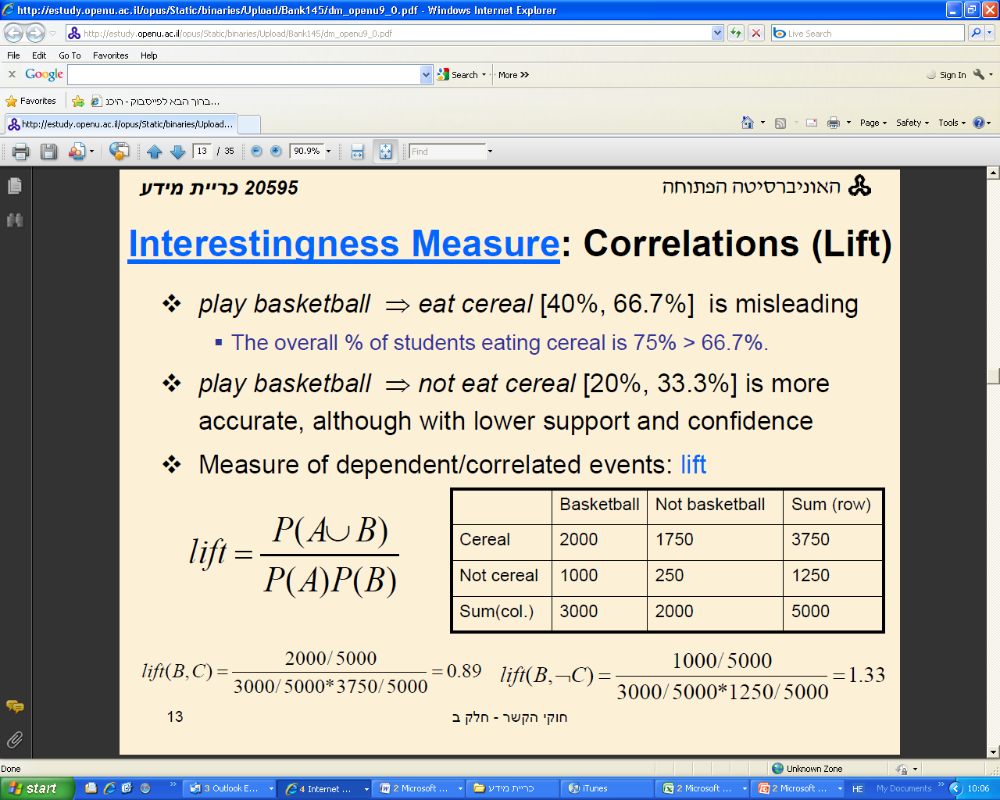 http://estudy.openu.ac.il/opus/Static/binaries/Upload/Bank145/dm_openu9_0.pdf - Windows Internet Explorer
http://estudy.openu.ac.il/opus/Static/binaries/Upload/Bank145/dm_openu9_0.pdf Live Search
File Edit Go To Favorites Help
x Google Search More >>
Sign In
Favorites ברוך הבא לפייסבוק - היכנ...
http://estudy.openu.ac.il/opus/Static/binaries/Upload... Page Safety Tools
13 / 35 90.9% Find
20595 כריית מידע האוניברסיטה הפתוחה
Interestingness Measure: Correlations (Lift)
❖ play basketball ⇒ eat cereal [40%, 66.7%] is misleading
▪ The overall % of students eating cereal is 75% > 66.7%.
❖ play basketball ⇒ not eat cereal [20%, 33.3%] is more
accurate, although with lower support and confidence
❖ Measure of dependent/correlated events: lift
lift = P(A∪B) / P(A)P(B)
Basketball Not basketball Sum (row)
Cereal 2000 1750 3750
Not cereal 1000 250 1250
Sum(col.) 3000 2000 5000
lift(B,C) = 2000/5000 / 3000/5000*3750/5000 = 0.89
lift(B,¬C) = 1000/5000 / 3000/5000*1250/5000 = 1.33
13 חוקי הקשר - חלק ב
Done Unknown Zone
start 3 Outlook E... 4 Internet ... 2 Microsoft ... כריית מידע iTunes 2 Microsoft ... 2 Microsoft ... HE My Documents >> 10:06